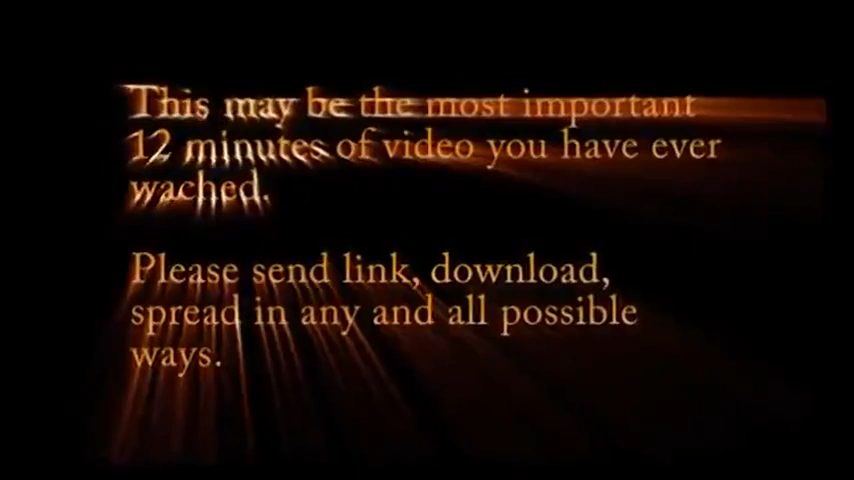 This may be the most important
12 minutes of video you have ever
wached.
Please send link, download,
spread in any and all possible
ways.